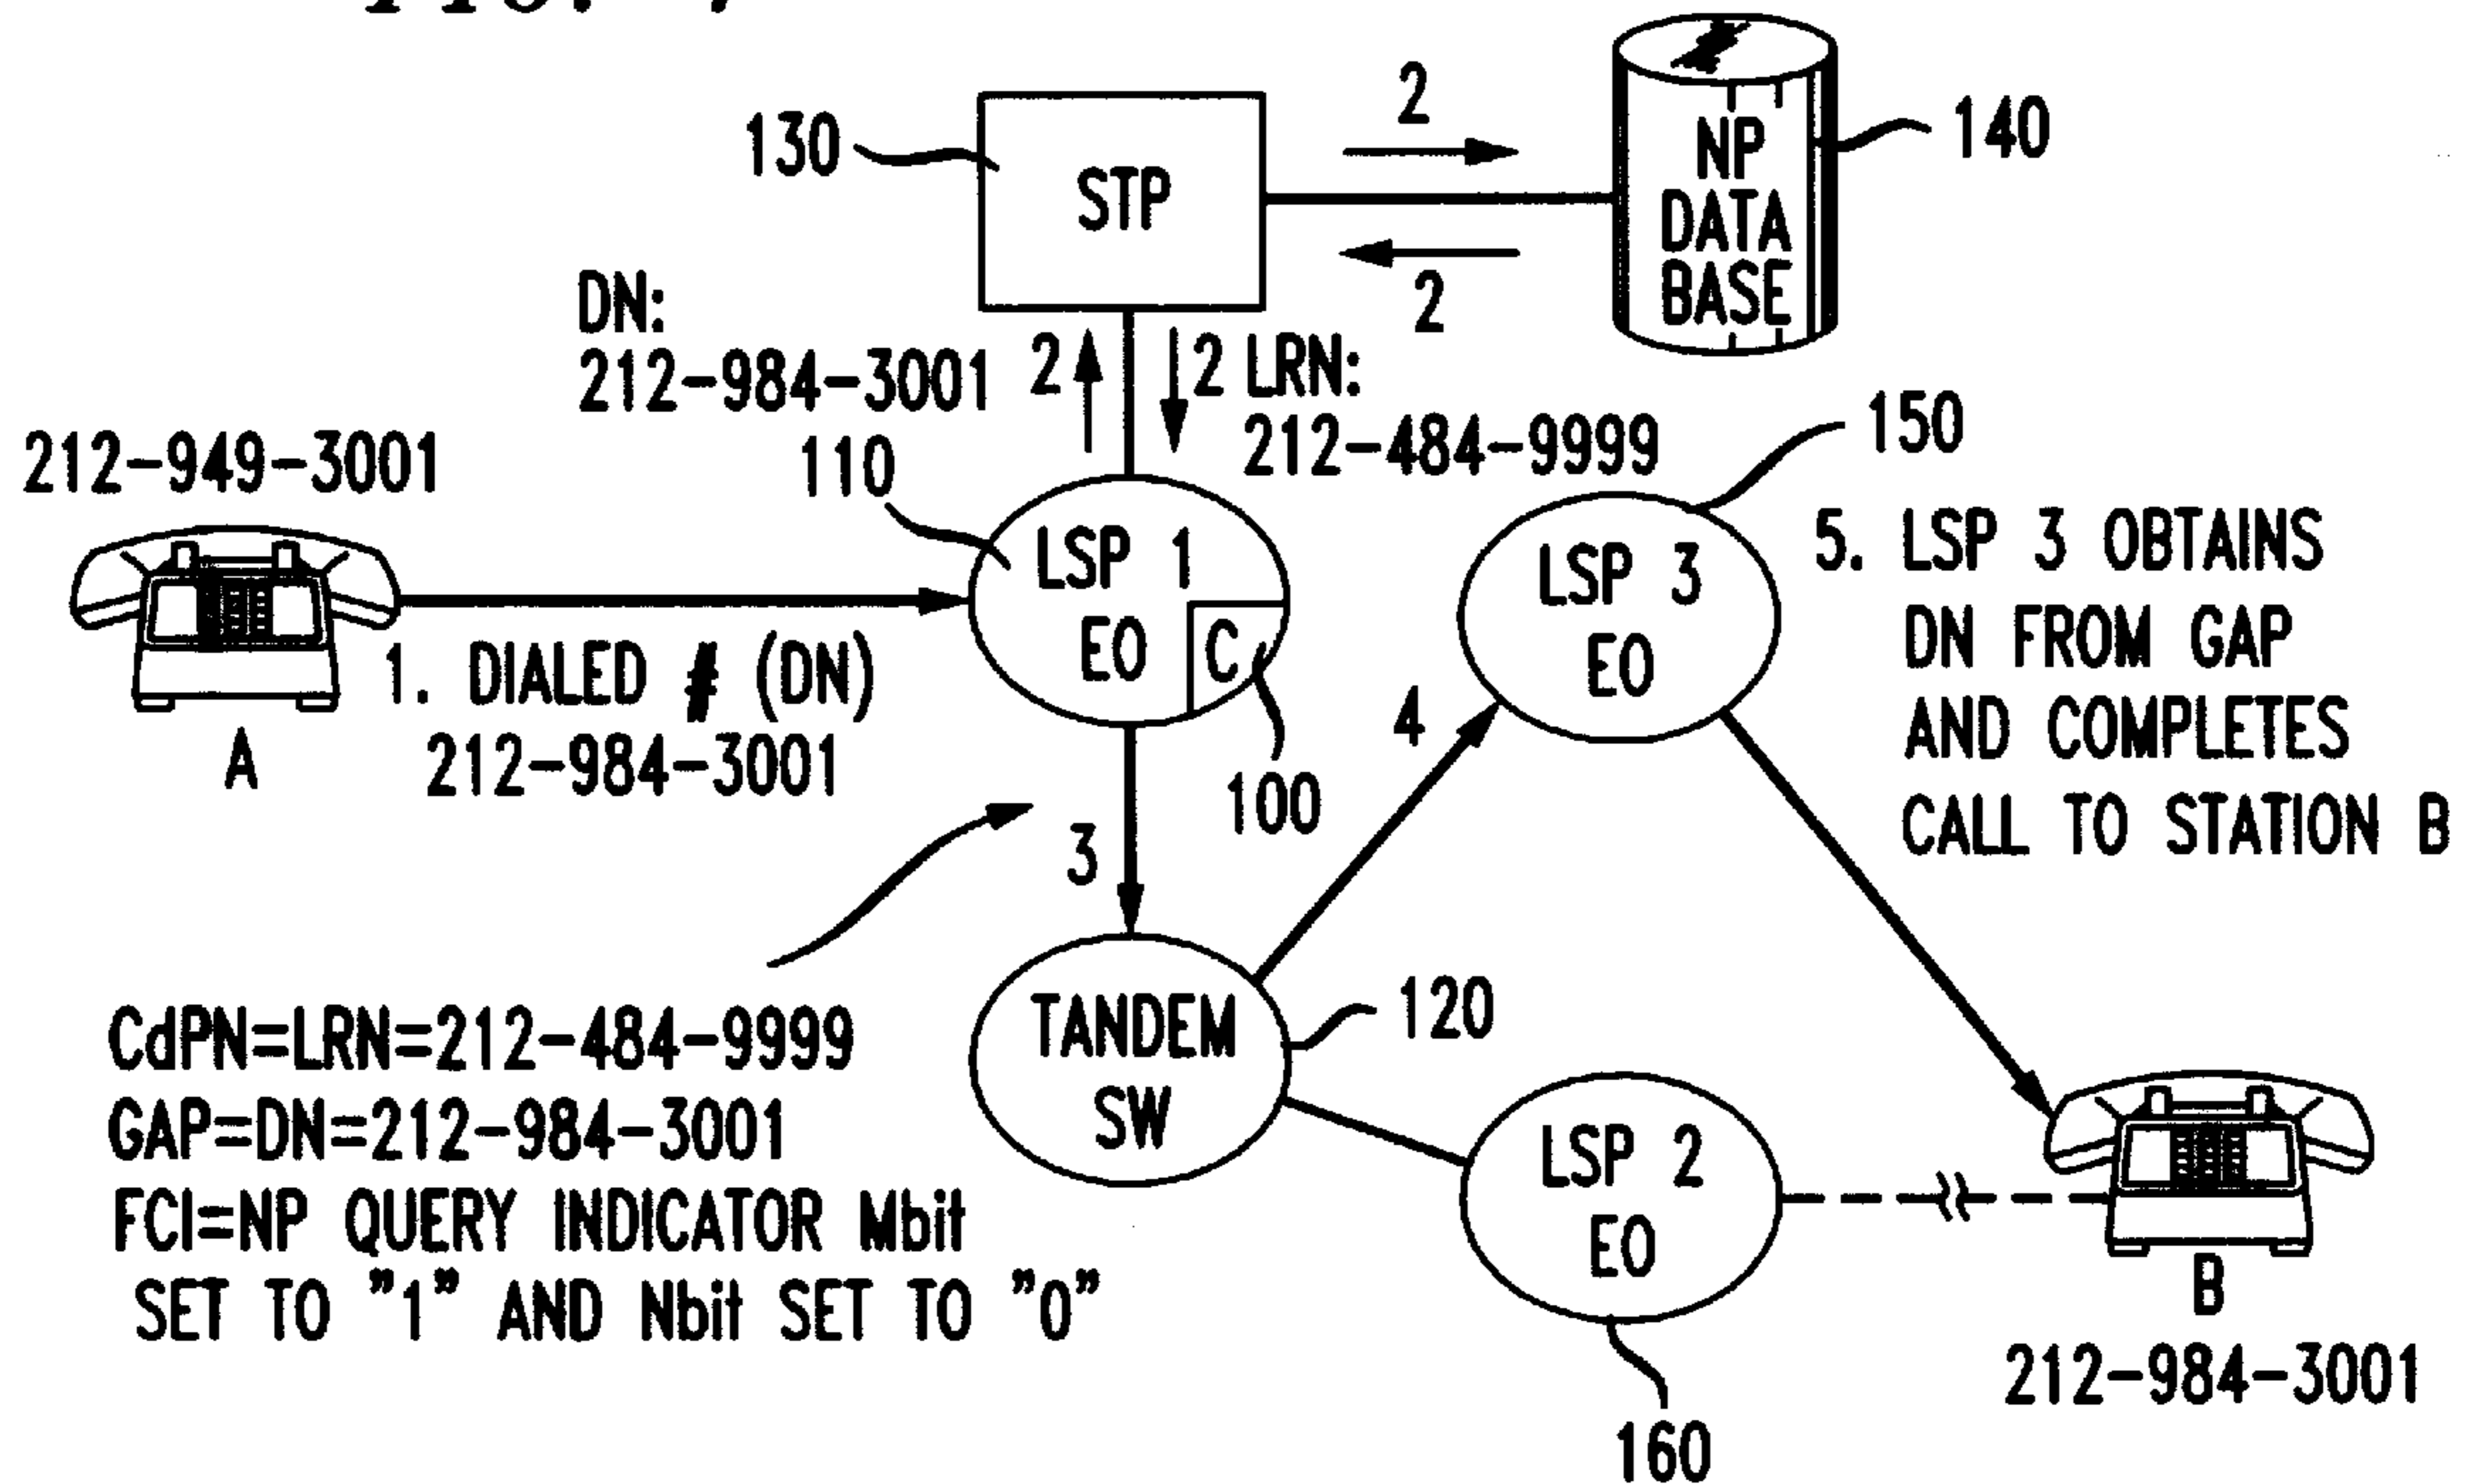 2
130
STP
NP
DATA
BASE
140
2
DN:
212-984-3001
2
2 LRN:
212-484-9999
150
212-949-3001
110
LSP 1
EO
C
100
LSP 3
EO
5. LSP 3 OBTAINS
DN FROM GAP
AND COMPLETES
CALL TO STATION B
1. DIALED # (DN)
212-984-3001
A
4
3
CdPN=LRN=212-484-9999
GAP=DN=212-984-3001
FCI=NP QUERY INDICATOR Mbit
SET TO "1" AND Nbit SET TO "0"
TANDEM
SW
120
LSP 2
EO
160
B
212-984-3001